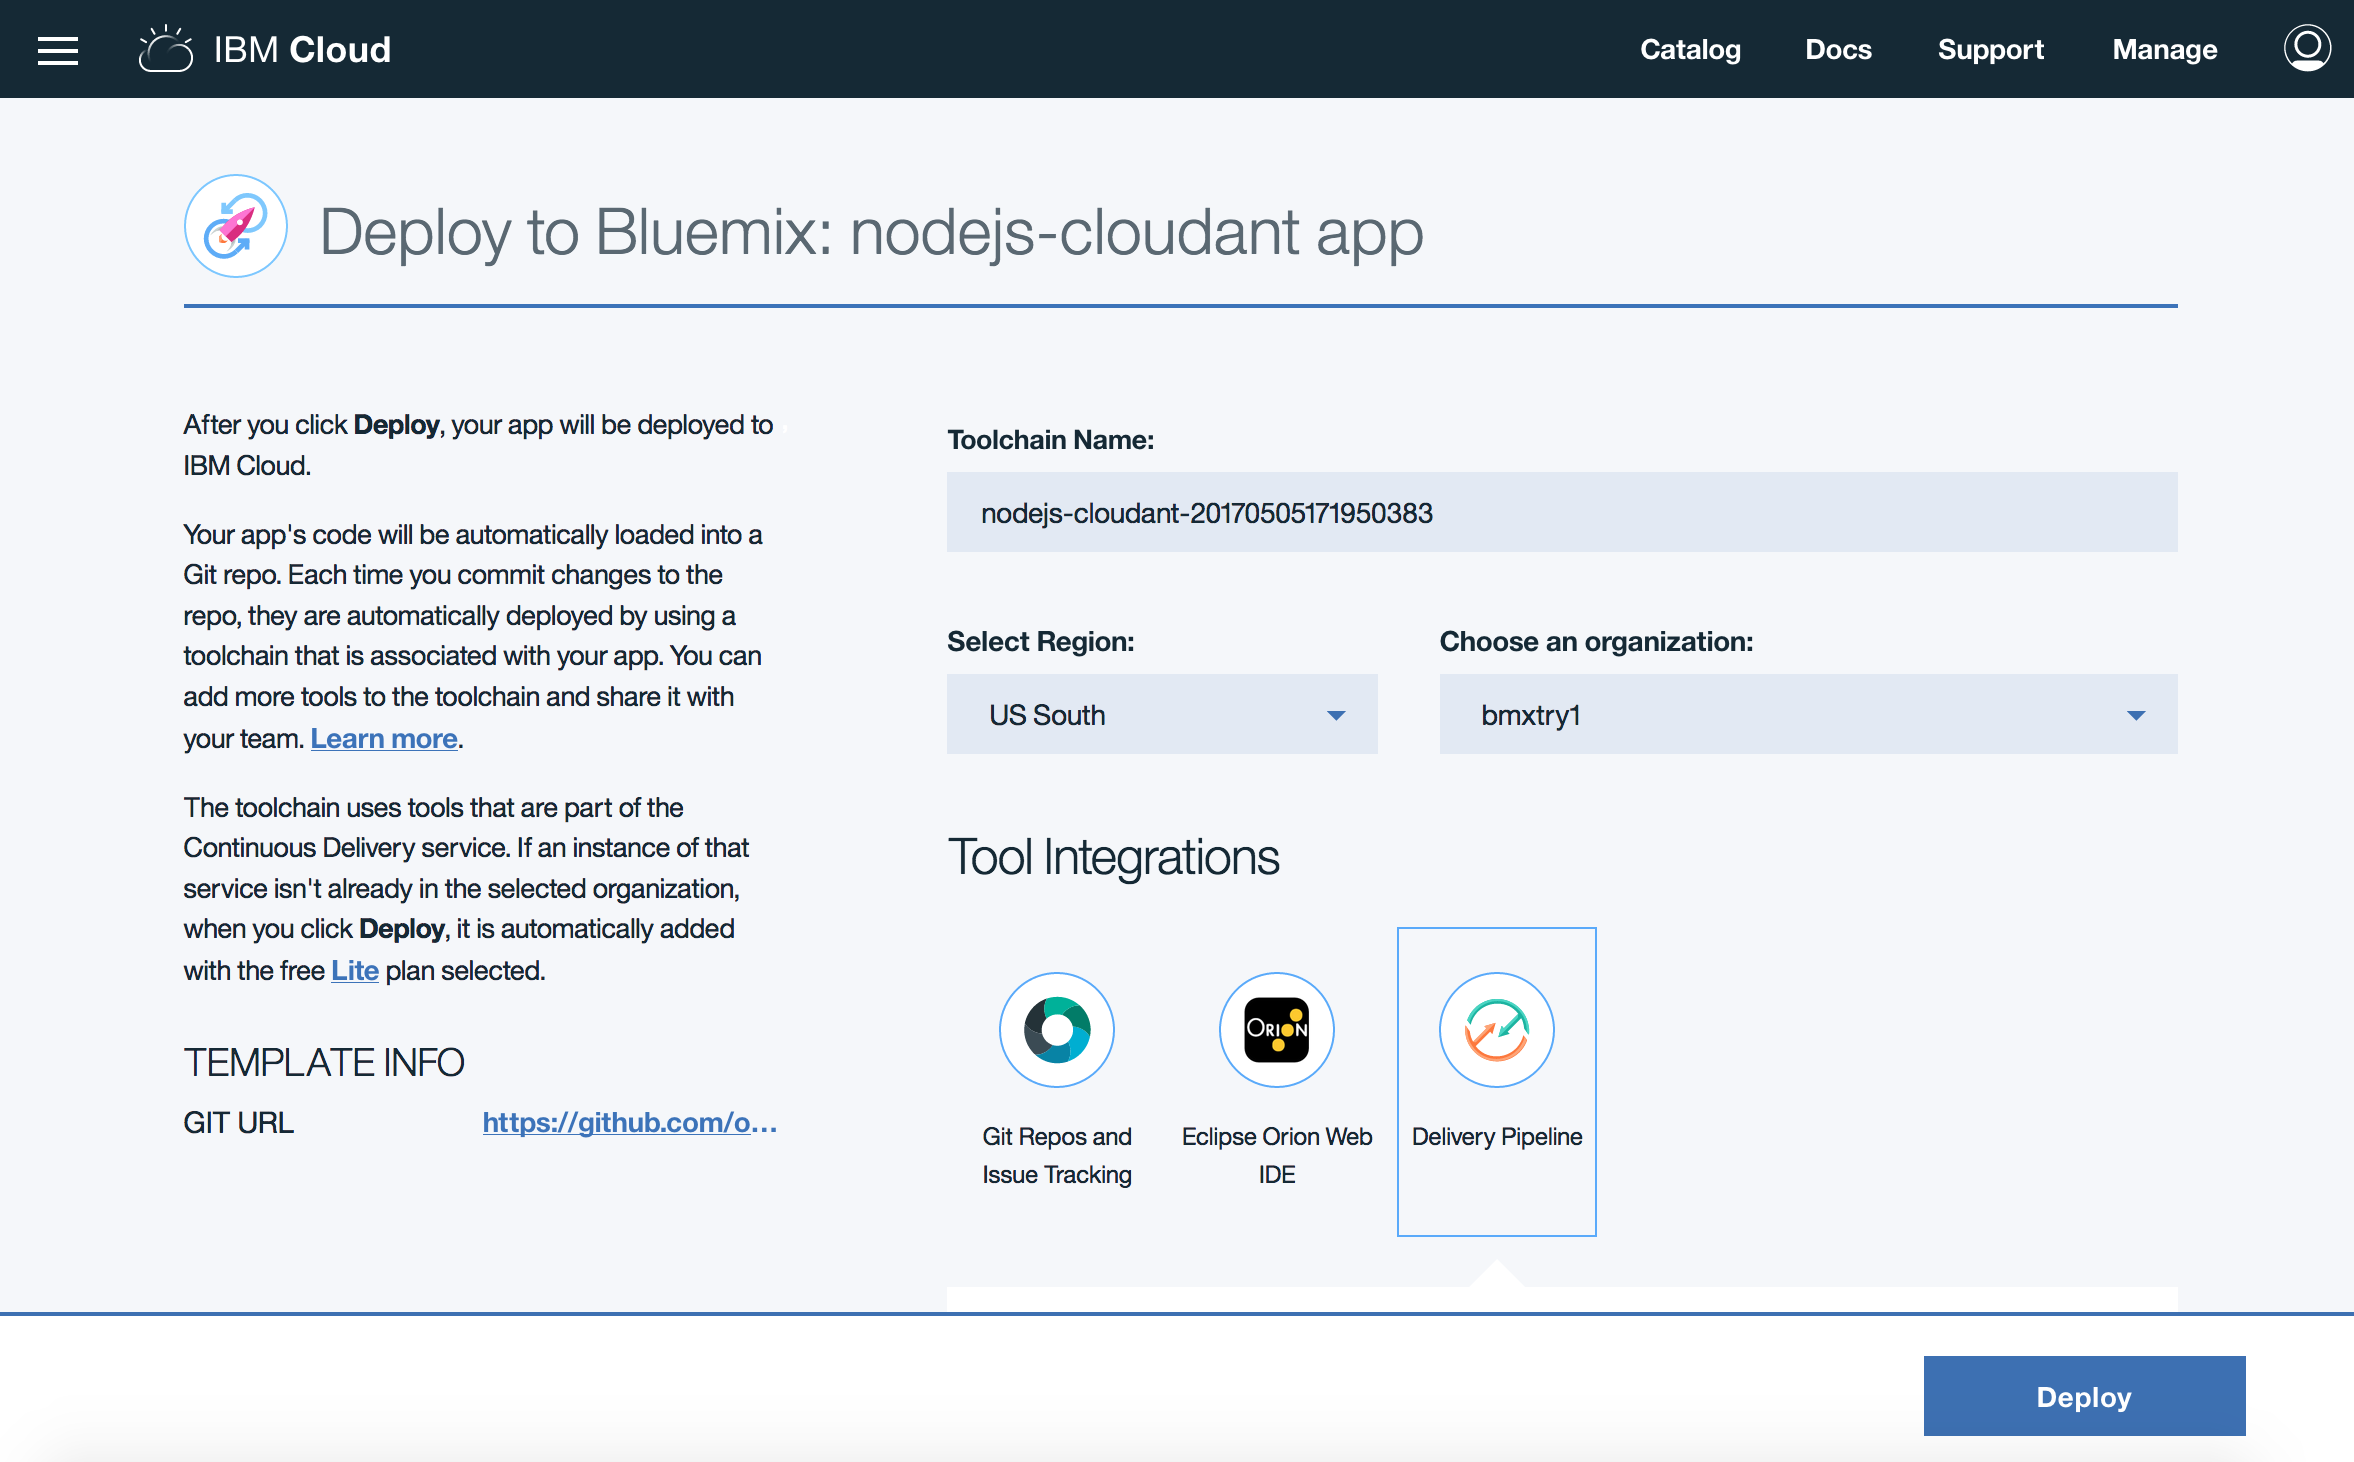 IBM Cloud
Catalog
Docs
Support
Manage
Deploy to Bluemix: nodejs-cloudant app
After you click Deploy, your app will be deployed to
IBM Cloud.
Your app's code will be automatically loaded into a
Git repo. Each time you commit changes to the
repo, they are automatically deployed by using a
toolchain that is associated with your app. You can
add more tools to the toolchain and share it with
your team. Learn more.
The toolchain uses tools that are part of the
Continuous Delivery service. If an instance of that
service isn't already in the selected organization,
when you click Deploy, it is automatically added
with the free Lite plan selected.
TEMPLATE INFO
GIT URL
https://github.com/o...
Toolchain Name:
nodejs-cloudant-20170505171950383
Select Region:
US South
Choose an organization:
bmxtry1
Tool Integrations
Git Repos and
Issue Tracking
ORION
Eclipse Orion Web
IDE
Delivery Pipeline
Deploy